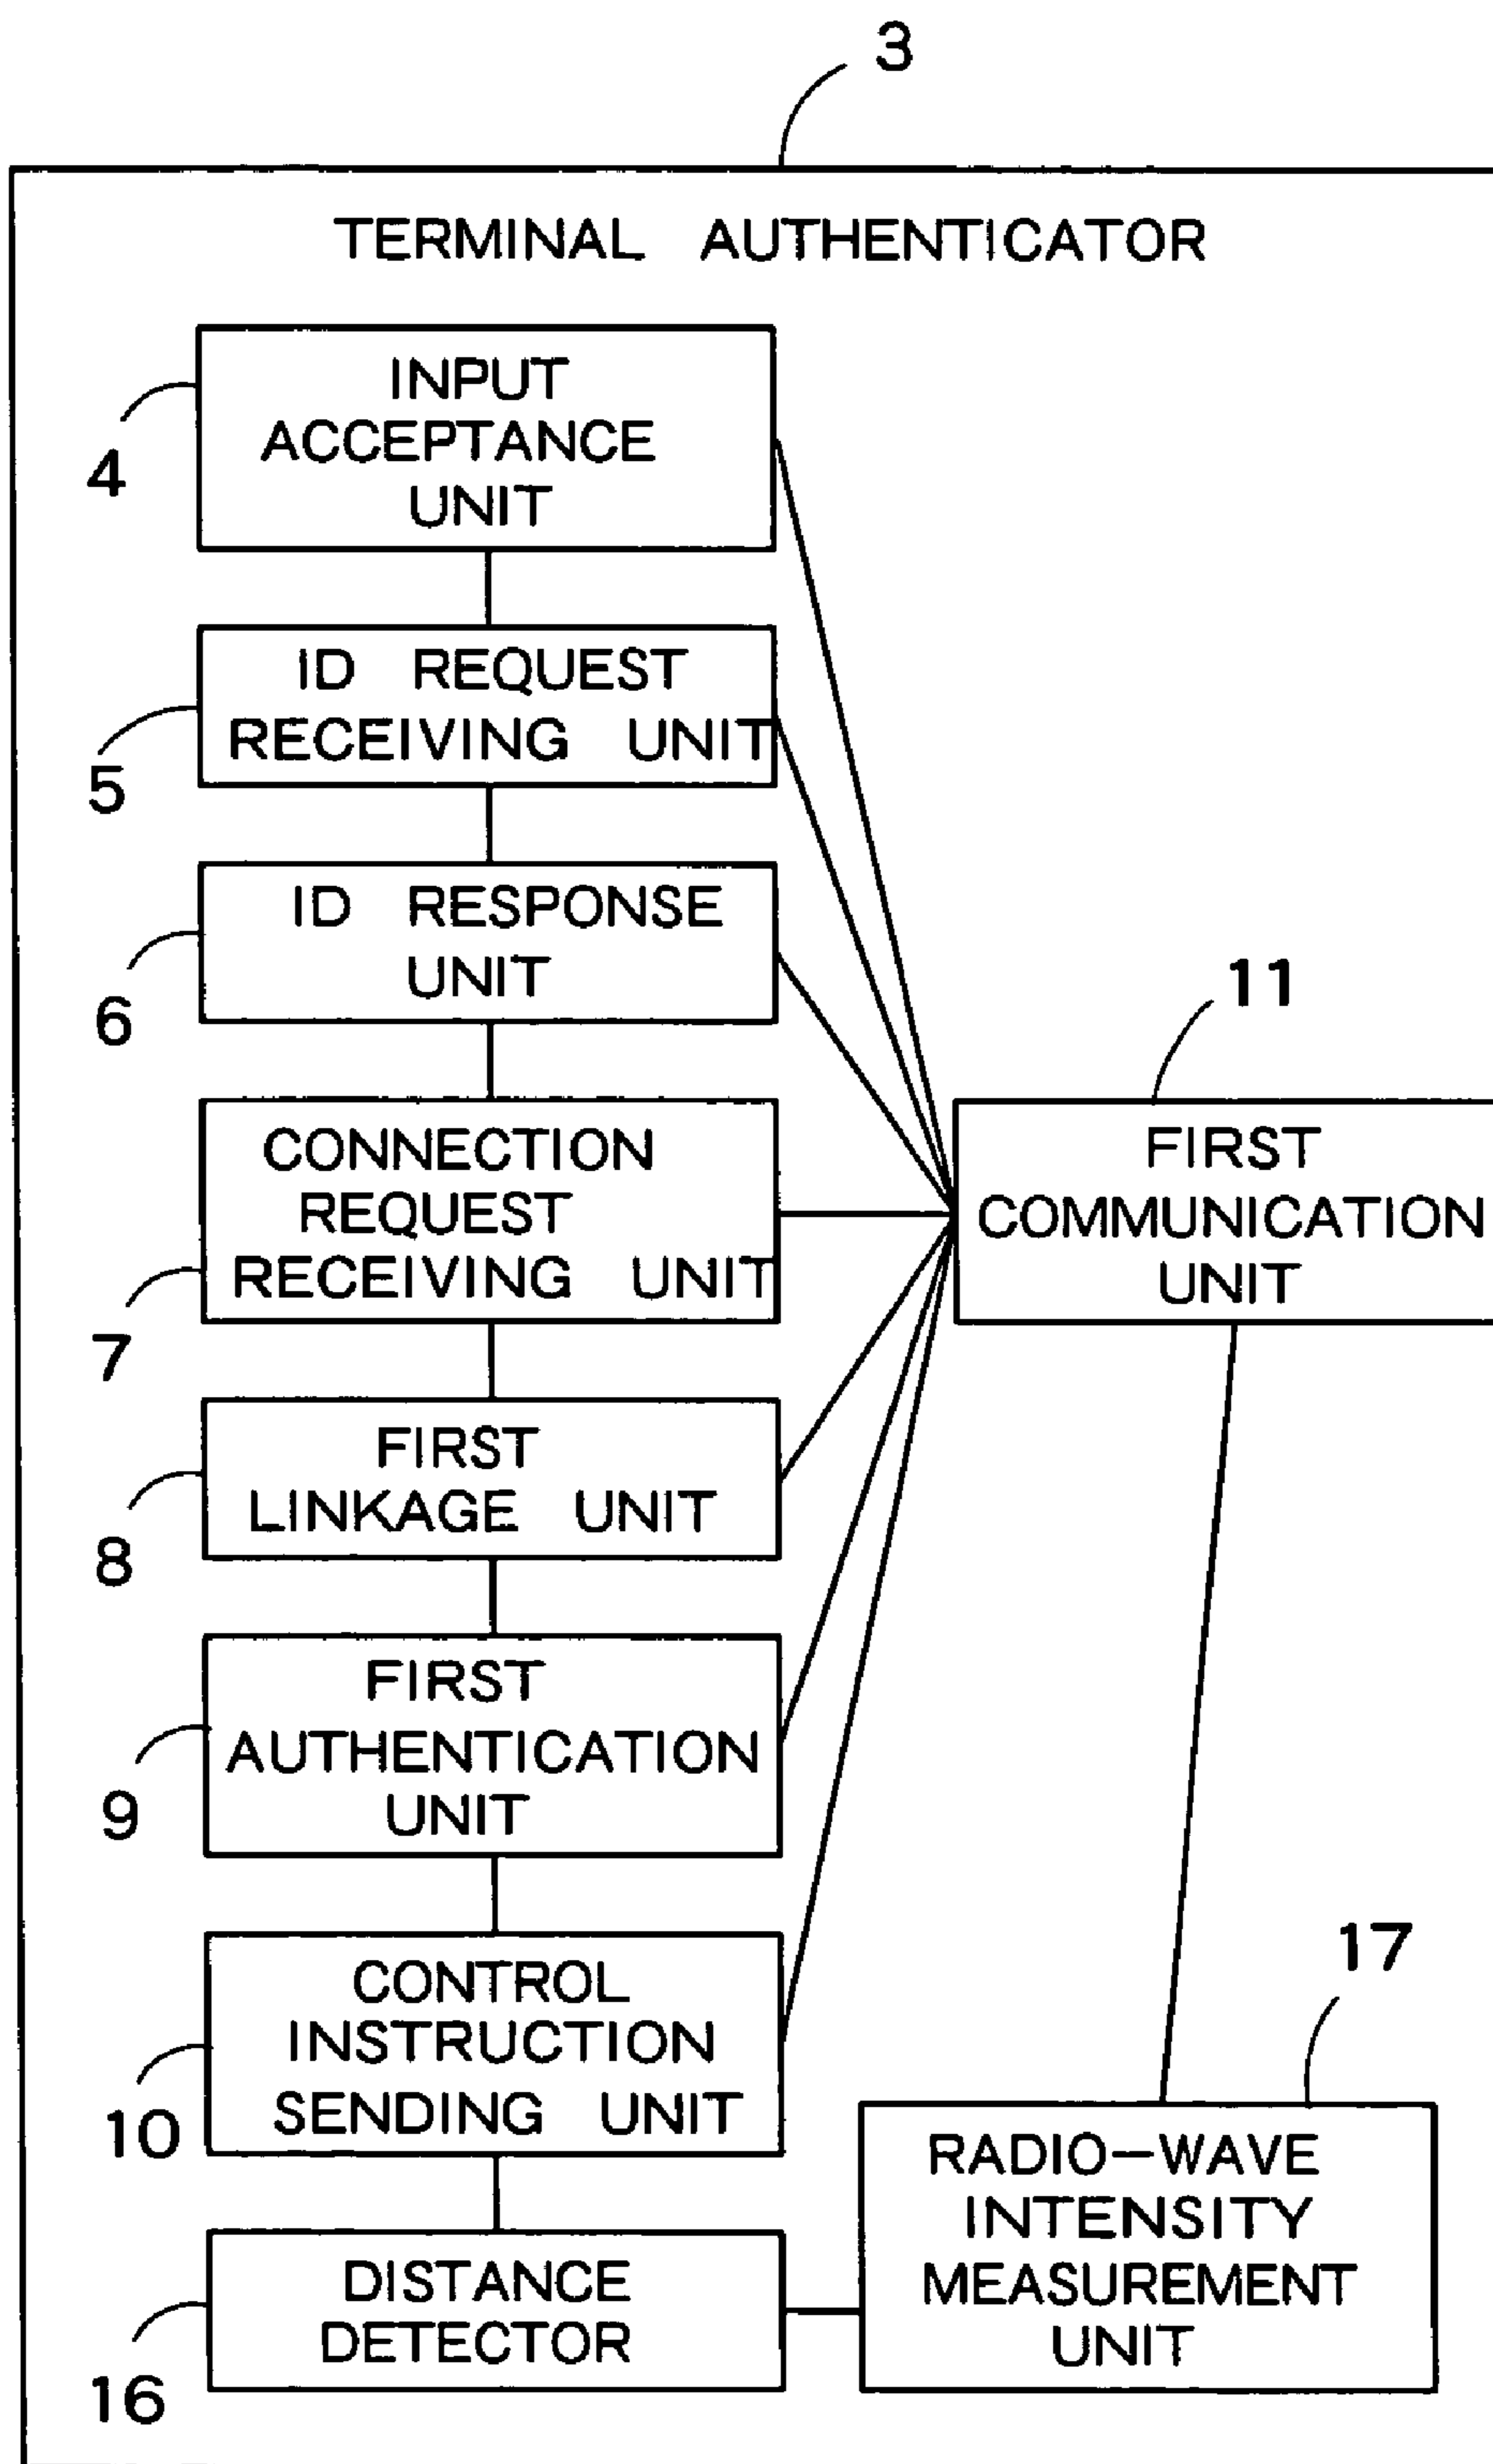 3
TERMINAL AUTHENTICATOR
INPUT
ACCEPTANCE
UNIT
4
ID REQUEST
RECEIVING UNIT
5
ID RESPONSE
UNIT
6
11
CONNECTION
REQUEST
RECEIVING UNIT
7
FIRST
COMMUNICATION
UNIT
FIRST
LINKAGE UNIT
8
FIRST
AUTHENTICATION
UNIT
9
CONTROL
INSTRUCTION
SENDING UNIT
10
17
RADIO-WAVE
INTENSITY
MEASUREMENT
UNIT
DISTANCE
DETECTOR
16